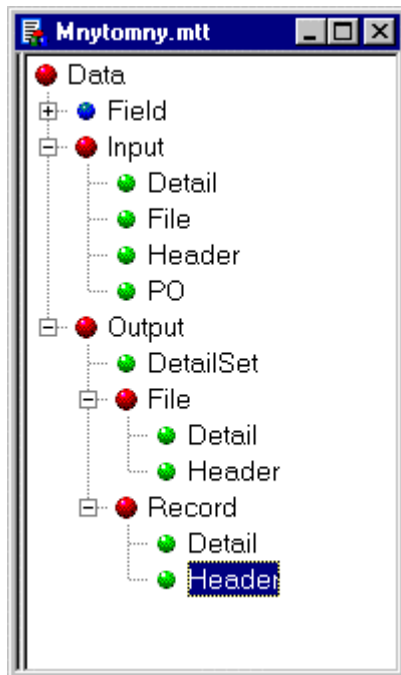 Mnytomny.mtt
Data
Field
Input
Detail
File
Header
PO
Output
DetailSet
File
Detail
Header
Record
Detail
Header